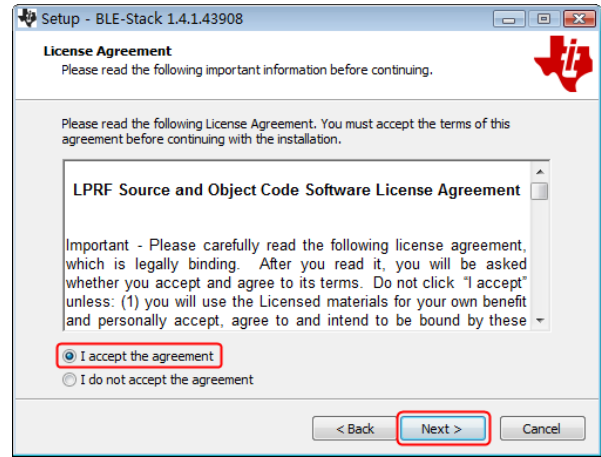 Setup - BLE-Stack 1.4.1.43908
License Agreement
Please read the following important information before continuing.
Please read the following License Agreement. You must accept the terms of this
agreement before continuing with the installation.
LPRF Source and Object Code Software License Agreement
Important - Please carefully read the following license agreement,
which is legally binding. After you read it, you will be asked
whether you accept and agree to its terms. Do not click "I accept"
unless: (1) you will use the Licensed materials for your own benefit
and personally accept, agree to and intend to be bound by these
I accept the agreement
I do not accept the agreement
< Back Next > Cancel